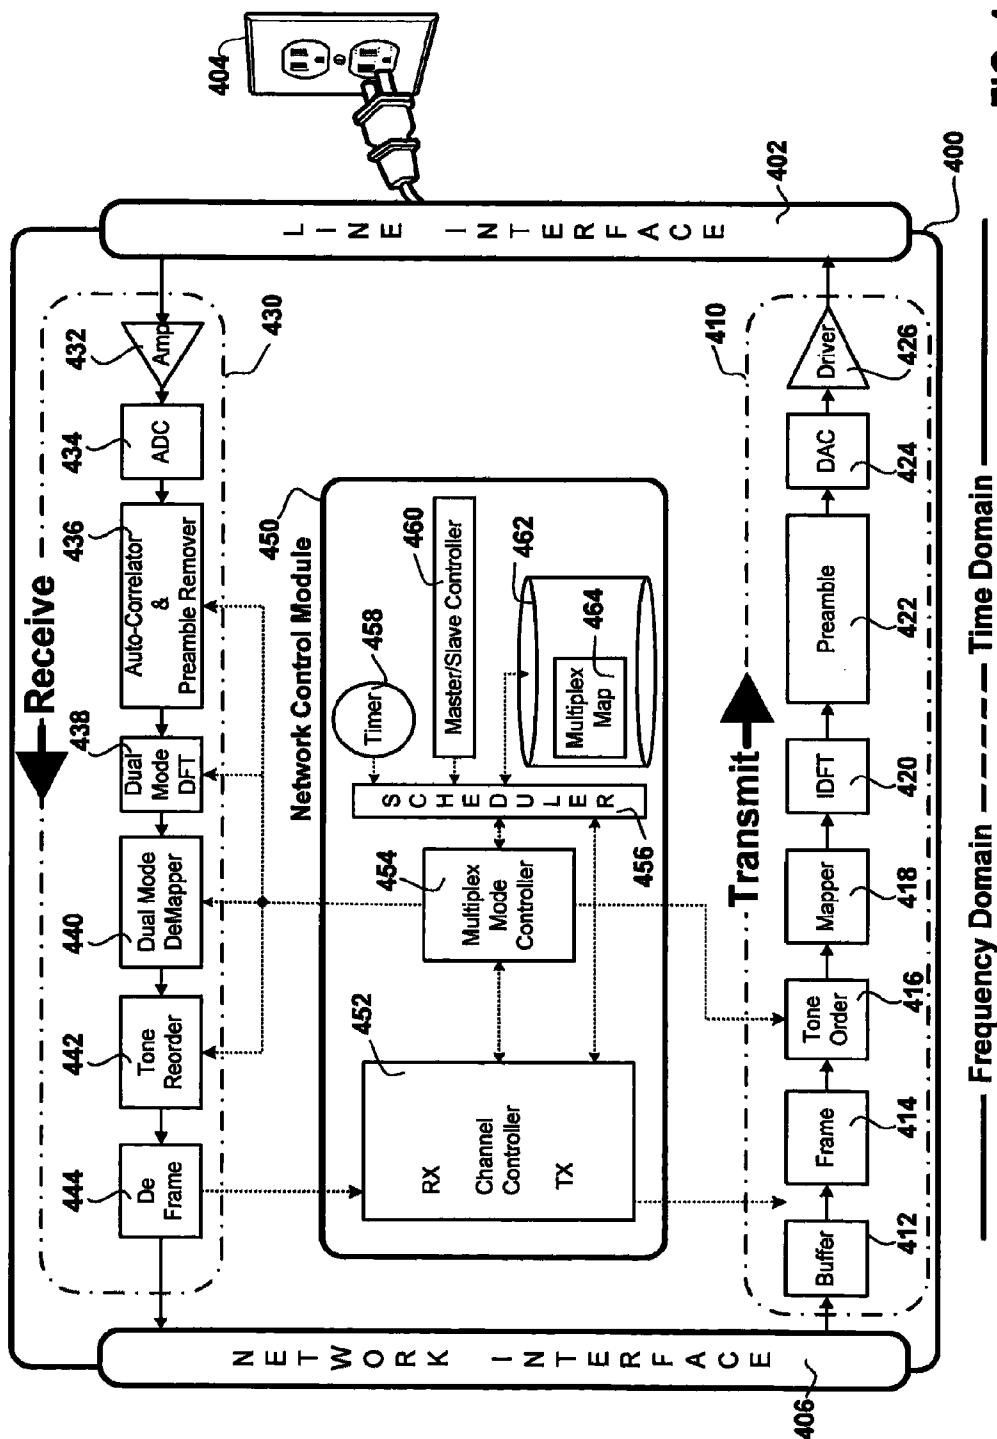 404
Receive
432
434
436
438
440
442
444
430
Amp
ADC
Auto-Correlator
&
Preamble Remover
Dual
Mode
DFT
Dual Mode
DeMapper
Tone
Reorder
De
Frame
LINE INTERFACE
402
400
NETWORK INTERFACE
406
Network Control Module
450
452
RX
Channel
Controller
TX
454
Multiplex
Mode
Controller
SCHEDULER
456
Timer
458
Master/Slave Controller
460
462
Multiplex
Map
464
Transmit
410
Buffer
412
Frame
414
Tone
Order
416
Mapper
418
IDFT
420
Preamble
422
DAC
424
Driver
426
Frequency Domain
Time Domain